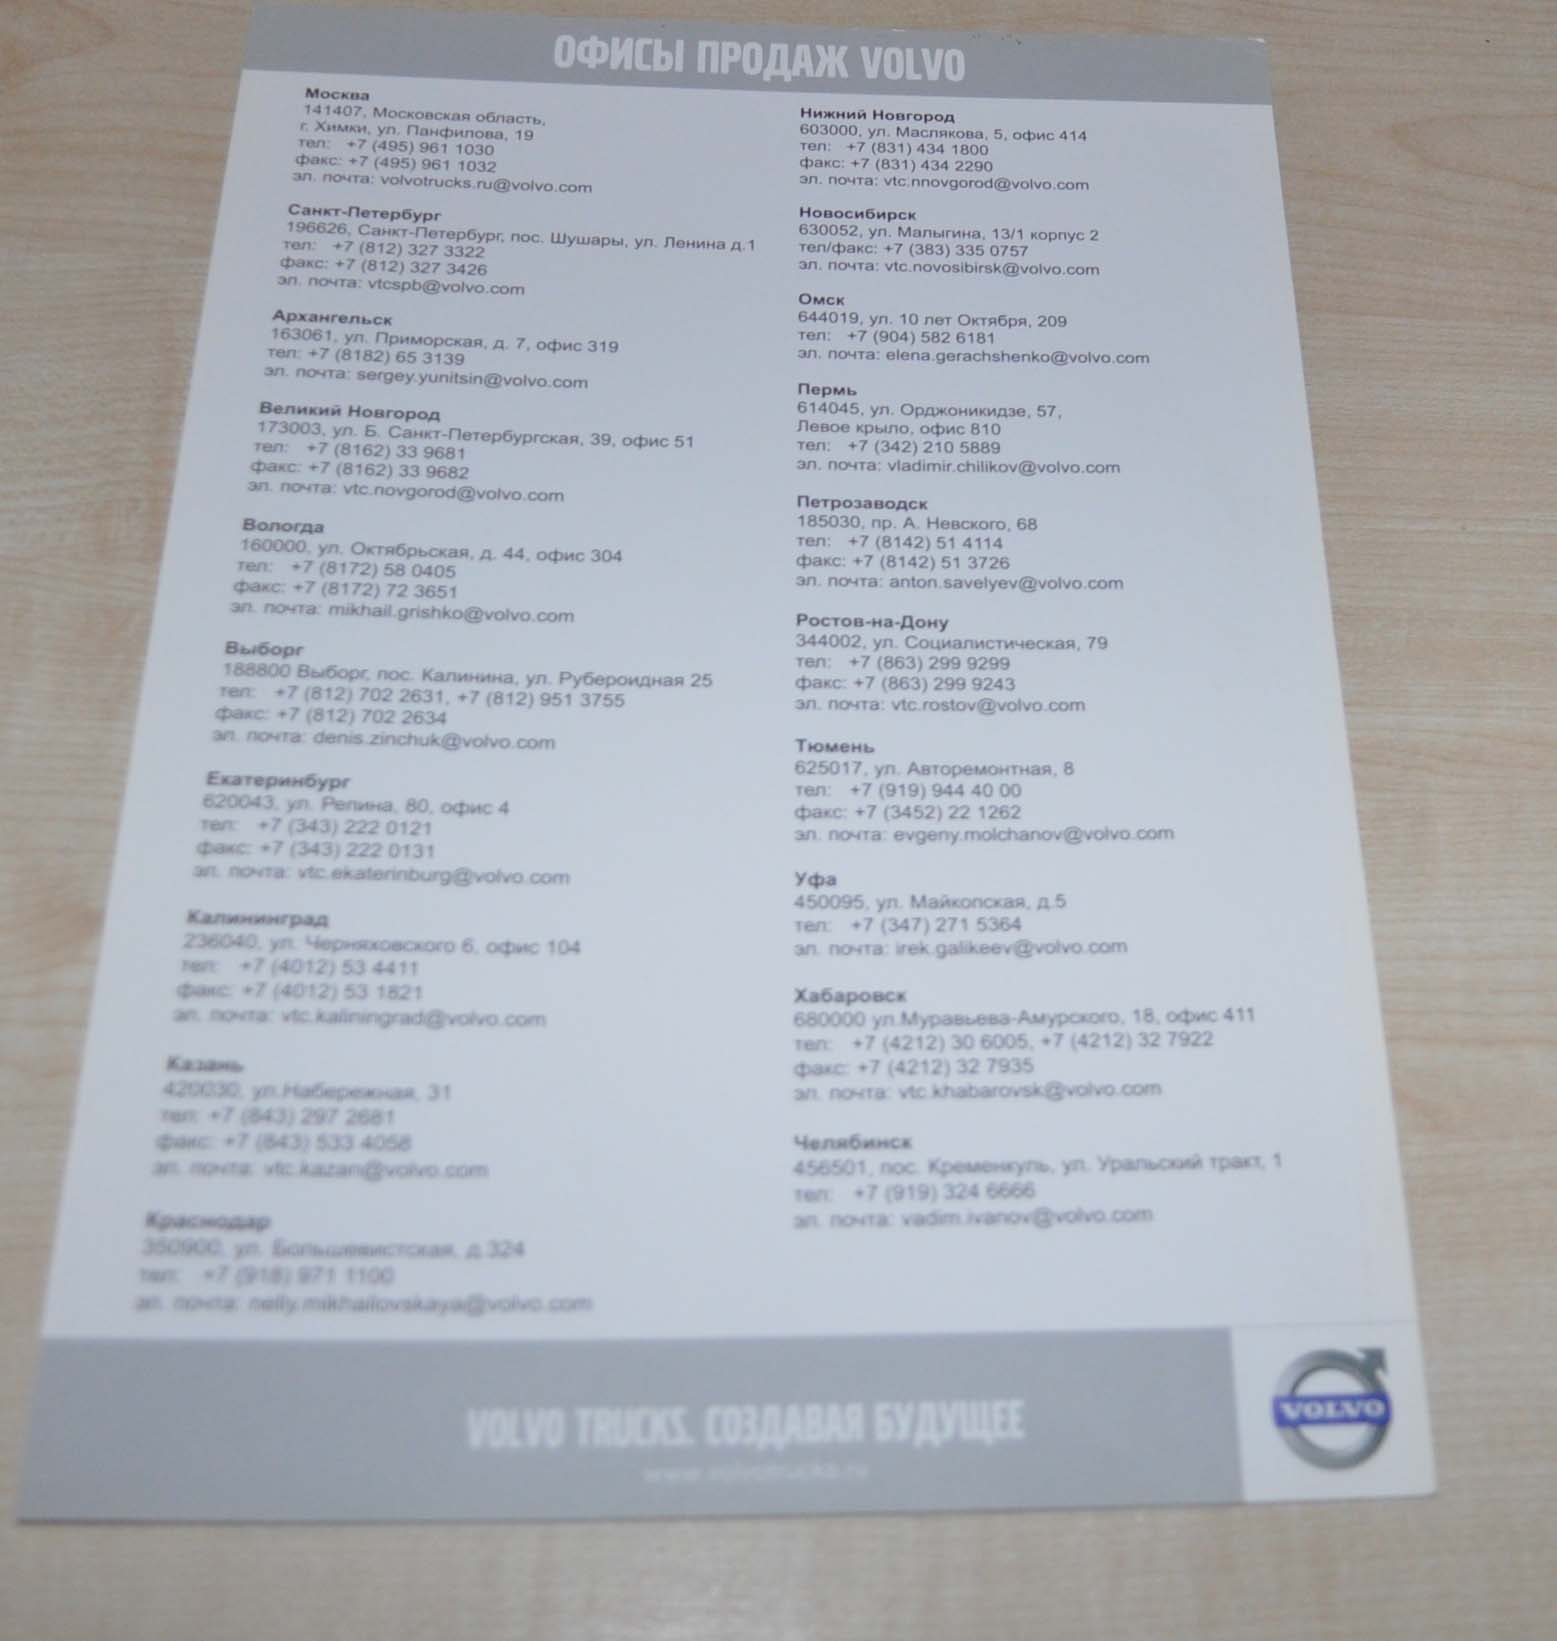 ОФИСЫ ПРОДАЖ VOLVO
Москва
141407, Московская область,
г. Химки, ул. Панфилова, 19
тел: +7 (495) 961 1030
факс: +7 (495) 961 1032
эл. почта: volvotrucks.ru@volvo.com
Санкт-Петербург
196626, Санкт-Петербург, пос. Шушары, ул. Ленина д.1
тел: +7 (812) 327 3322
факс: +7 (812) 327 3426
эл. почта: vtcspb@volvo.com
Архангельск
163061, ул. Приморская, д. 7, офис 319
тел: +7 (8182) 65 3139
эл. почта: sergey.yunitsin@volvo.com
Великий Новгород
173003, ул. Б. Санкт-Петербургская, 39, офис 51
тел: +7 (8162) 33 9681
факс: +7 (8162) 33 9682
эл. почта: vtc.novgorod@volvo.com
Вологда
160000, ул. Октябрьская, д. 44, офис 304
тел: +7 (8172) 58 0405
факс: +7 (8172) 72 3651
эл. почта: mikhail.grishko@volvo.com
Выборг
188800 Выборг, пос. Калинина, ул. Рубероидная 25
тел: +7 (812) 702 2631, +7 (812) 951 3755
факс: +7 (812) 702 2634
эл. почта: denis.zinchuk@volvo.com
Екатеринбург
620043, ул. Репина, 80, офис 4
тел: +7 (343) 222 0121
факс: +7 (343) 222 0131
эл. почта: vtc.ekaterinburg@volvo.com
Калининград
236040, ул. Черняховского 6, офис 104
тел: +7 (4012) 53 4411
факс: +7 (4012) 53 1821
эл. почта: vtc.kaliningrad@volvo.com
Казань
420030, ул.Набережная, 31
тел: +7 (843) 297 2681
факс: +7 (843) 533 4058
эл. почта: vtc.kazan@volvo.com
Краснодар
350900, ул. Большевистская, д.324
тел: +7 (918) 971 1100
эл. почта: nelly.mikhailovskaya@volvo.com
Нижний Новгород
603000, ул. Маслякова, 5, офис 414
тел: +7 (831) 434 1800
факс: +7 (831) 434 2290
эл. почта: vtc.nnovgorod@volvo.com
Новосибирск
630052, ул. Малыгина, 13/1 корпус 2
тел/факс: +7 (383) 335 0757
эл. почта: vtc.novosibirsk@volvo.com
Омск
644019, ул. 10 лет Октября, 209
тел: +7 (904) 582 6181
эл. почта: elena.gerachshenko@volvo.com
Пермь
614045, ул. Орджоникидзе, 57,
Левое крыло, офис 810
тел: +7 (342) 210 5889
эл. почта: vladimir.chilikov@volvo.com
Петрозаводск
185030, пр. А. Невского, 68
тел: +7 (8142) 51 4114
факс: +7 (8142) 51 3726
эл. почта: anton.savelyev@volvo.com
Ростов-на-Дону
344002, ул. Социалистическая, 79
тел: +7 (863) 299 9299
факс: +7 (863) 299 9243
эл. почта: vtc.rostov@volvo.com
Тюмень
625017, ул. Авторемонтная, 8
тел: +7 (919) 944 40 00
факс: +7 (3452) 22 1262
эл. почта: evgeny.molchanov@volvo.com
Уфа
450095, ул. Майкопская, д.5
тел: +7 (347) 271 5364
эл. почта: irek.galikeev@volvo.com
Хабаровск
680000 ул.Муравьева-Амурского, 18, офис 411
тел: +7 (4212) 30 6005, +7 (4212) 32 7922
факс: +7 (4212) 32 7935
эл. почта: vtc.khabarovsk@volvo.com
Челябинск
456501, пос. Кременкуль, ул. Уральский тракт, 1
тел: +7 (919) 324 6666
эл. почта: vadim.ivanov@volvo.com
VOLVO TRUCKS. СОЗДАВАЯ БУДУЩЕЕ
www.volvotrucks.ru
VOLVO